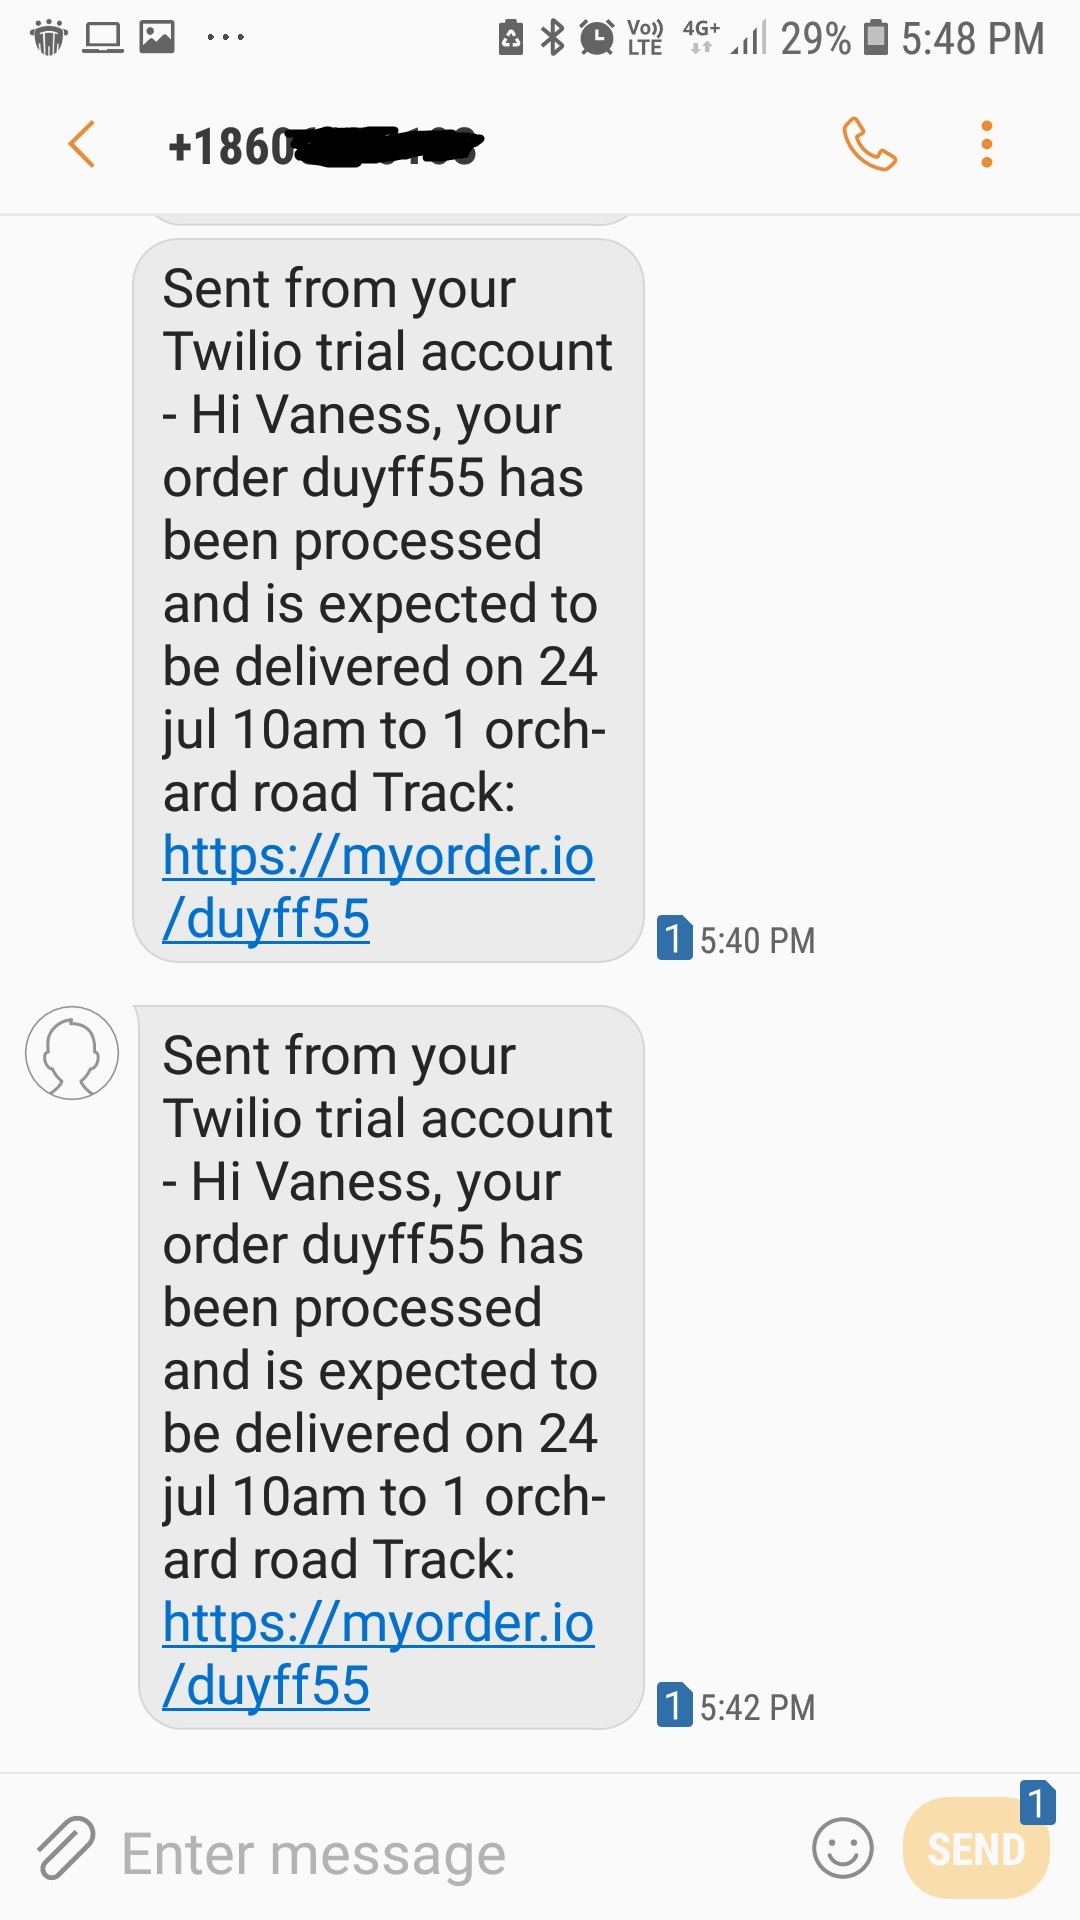 Vo)) LTE 4G+ 29% 5:48 PM
+1860
Sent from your
Twilio trial account
- Hi Vaness, your
order duyff55 has
been processed
and is expected to
be delivered on 24
jul 10am to 1 orch-
ard road Track:
https://myorder.io
/duyff55
1 5:40 PM
Sent from your
Twilio trial account
- Hi Vaness, your
order duyff55 has
been processed
and is expected to
be delivered on 24
jul 10am to 1 orch-
ard road Track:
https://myorder.io
/duyff55
1 5:42 PM
1
Enter message
SEND